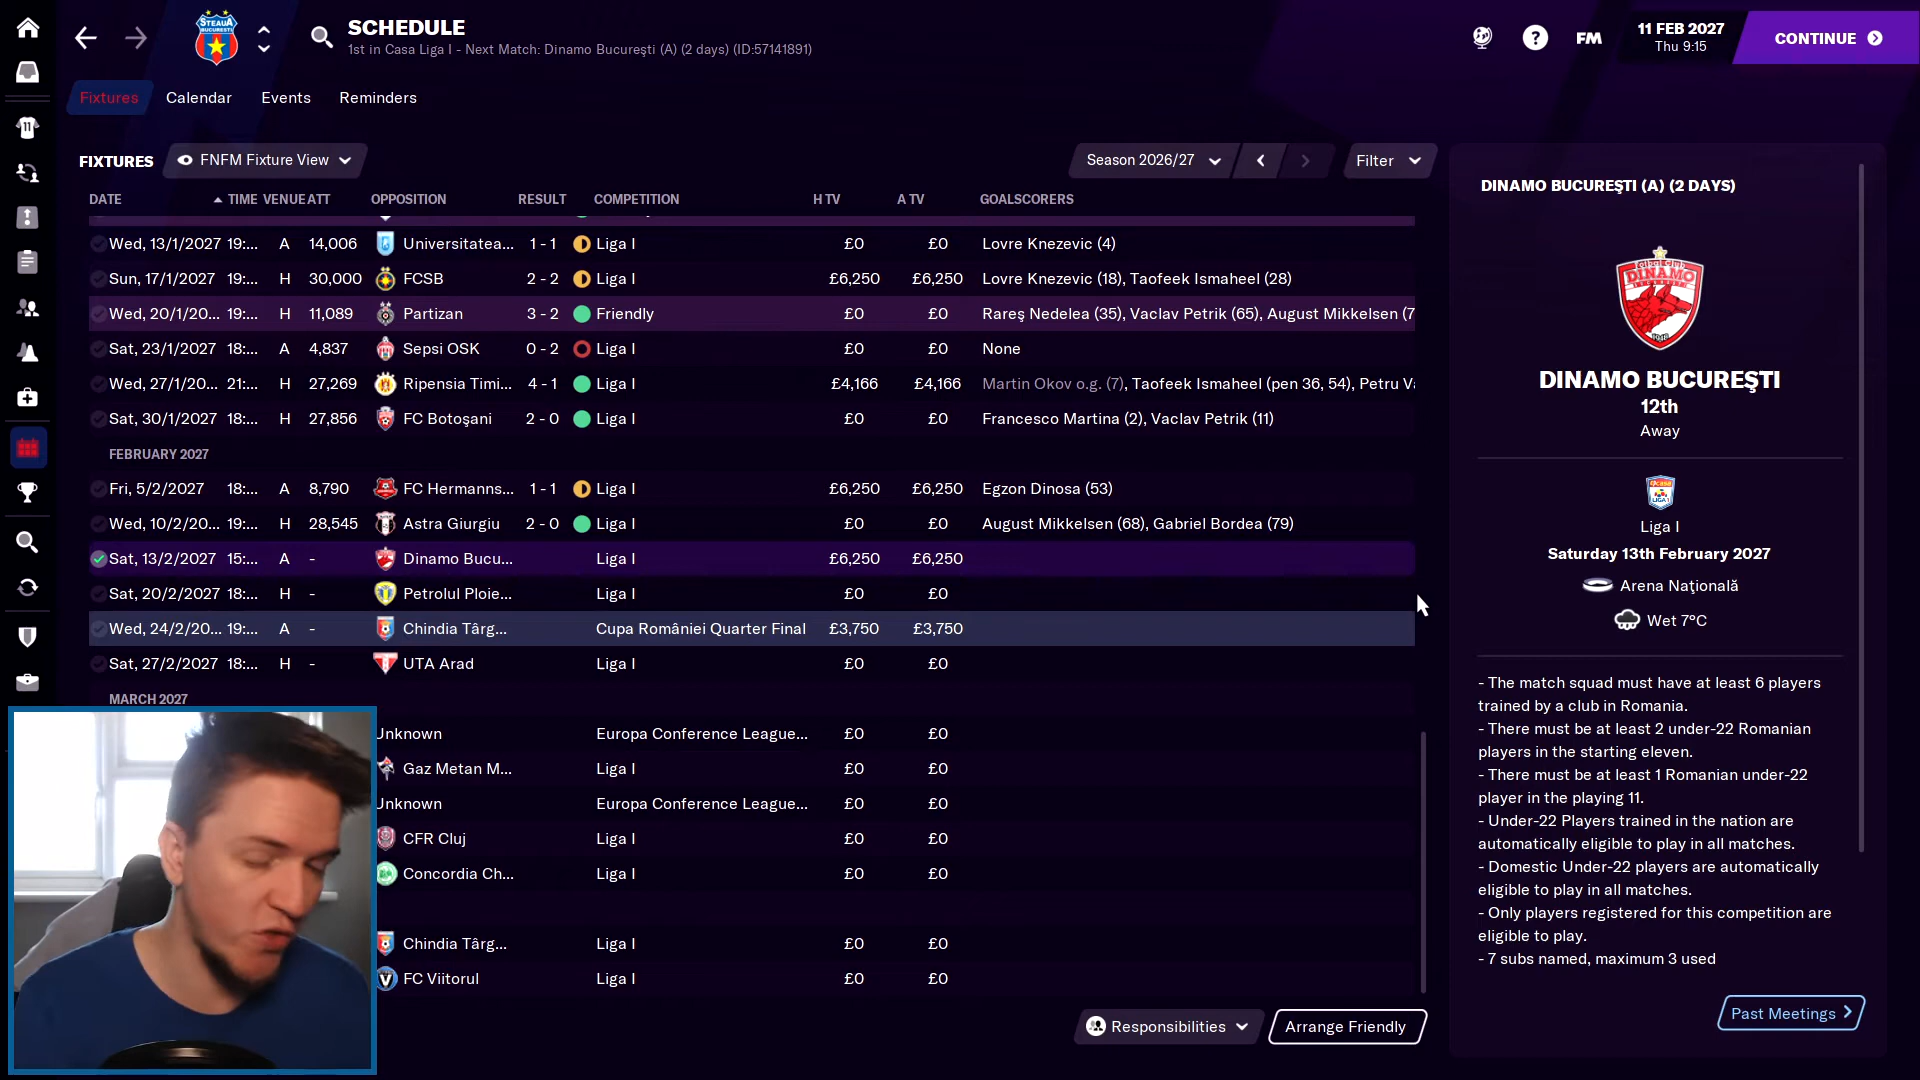 SCHEDULE
1st in Casa Liga I - Next Match: Dinamo Bucureşti (A) (2 days) (ID:57141891)
FM
11 FEB 2027
Thu 9:15
CONTINUE
Fixtures
Calendar
Events
Reminders
FIXTURES
FNFM Fixture View
Season 2026/27
Filter
DATE TIME VENUE ATT OPPOSITION RESULT COMPETITION H TV A TV GOALSCORERS
Wed, 13/1/2027 19:... A 14,006 Universitatea... 1 - 1 Liga I £0 £0 Lovre Knezevic (4)
Sun, 17/1/2027 19:... H 30,000 FCSB 2 - 2 Liga I £6,250 £6,250 Lovre Knezevic (18), Taofeek Ismaheel (28)
Wed, 20/1/20... 19:... H 11,089 Partizan 3 - 2 Friendly £0 £0 Rareş Nedelea (35), Vaclav Petrik (65), August Mikkelsen (7
Sat, 23/1/2027 18:... A 4,837 Sepsi OSK 0 - 2 Liga I £0 £0 None
Wed, 27/1/20... 21:... H 27,269 Ripensia Timi... 4 - 1 Liga I £4,166 £4,166 Martin Okov o.g. (7), Taofeek Ismaheel (pen 36, 54), Petru Va
Sat, 30/1/2027 18:... H 27,856 FC Botoşani 2 - 0 Liga I £0 £0 Francesco Martina (2), Vaclav Petrik (11)
FEBRUARY 2027
Fri, 5/2/2027 18:... A 8,790 FC Hermanns... 1 - 1 Liga I £6,250 £6,250 Egzon Dinosa (53)
Wed, 10/2/20... 19:... H 28,545 Astra Giurgiu 2 - 0 Liga I £0 £0 August Mikkelsen (68), Gabriel Bordea (79)
Sat, 13/2/2027 15:... A - Dinamo Bucu... Liga I £6,250 £6,250
Sat, 20/2/2027 18:... H - Petrolul Ploie... Liga I £0 £0
Wed, 24/2/20... 19:... A - Chindia Târg... Cupa României Quarter Final £3,750 £3,750
Sat, 27/2/2027 18:... H - UTA Arad Liga I £0 £0
MARCH 2027
Unknown Europa Conference League... £0 £0
Gaz Metan M... Liga I £0 £0
Unknown Europa Conference League... £0 £0
CFR Cluj Liga I £0 £0
Concordia Ch... Liga I £0 £0
Chindia Târg... Liga I £0 £0
FC Viitorul Liga I £0 £0
Responsibilities
Arrange Friendly
DINAMO BUCUREŞTI (A) (2 DAYS)
DINAMO
1948
DINAMO BUCUREŞTI
12th
Away
Liga I
Saturday 13th February 2027
Arena Naţională
Wet 7°C
- The match squad must have at least 6 players
trained by a club in Romania.
- There must be at least 2 under-22 Romanian
players in the starting eleven.
- There must be at least 1 Romanian under-22
player in the playing 11.
- Under-22 Players trained in the nation are
automatically eligible to play in all matches.
- Domestic Under-22 players are automatically
eligible to play in all matches.
- Only players registered for this competition are
eligible to play.
- 7 subs named, maximum 3 used
Past Meetings